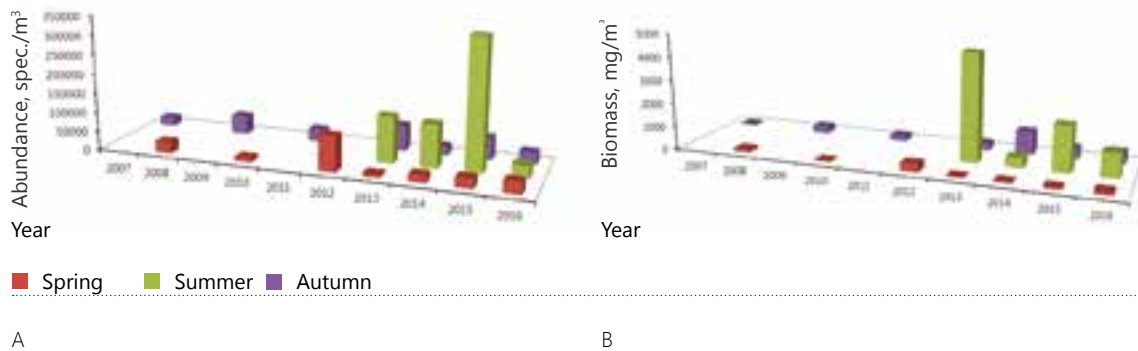 Abundance, spec./m³
350000
300000
250000
200000
150000
100000
50000
0
2007 2008 2009 2010 2011 2012 2013 2014 2015 2016
Year
Biomass, mg/m³
5000
4000
3000
2000
1000
0
2007 2008 2009 2010 2011 2012 2013 2014 2015 2016
Year
Spring Summer Autumn
A B